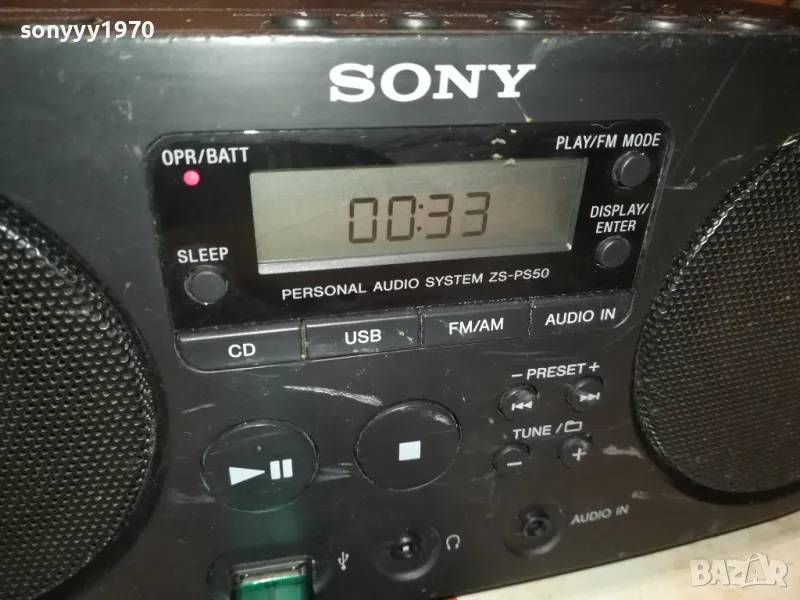 sonyyy1970
SONY
OPR/BATT
PLAY/FM MODE
00:33
DISPLAY/
ENTER
SLEEP
PERSONAL AUDIO SYSTEM ZS-PS50
CD
USB
FM/AM
AUDIO IN
– PRESET +
TUNE /
– +
AUDIO IN
BAZAR